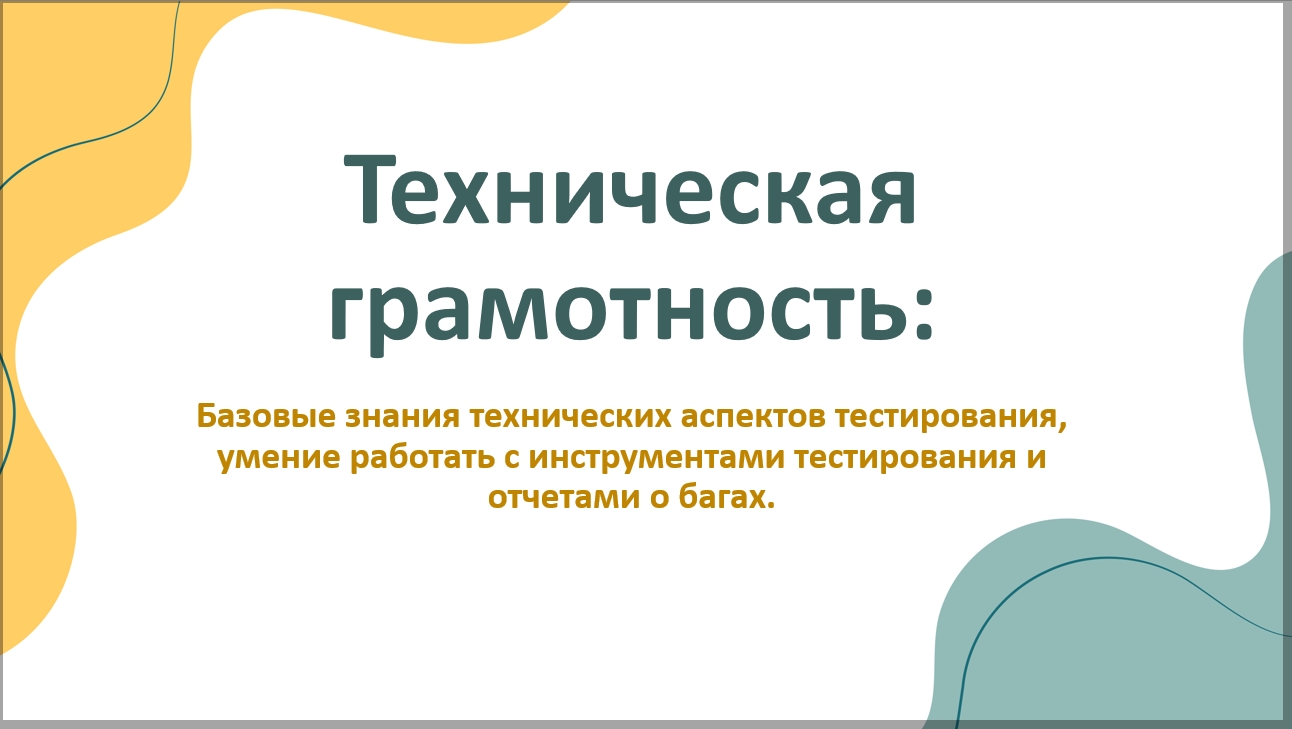 Техническая
грамотность:
Базовые знания технических аспектов тестирования,
умение работать с инструментами тестирования и
отчетами о багах.